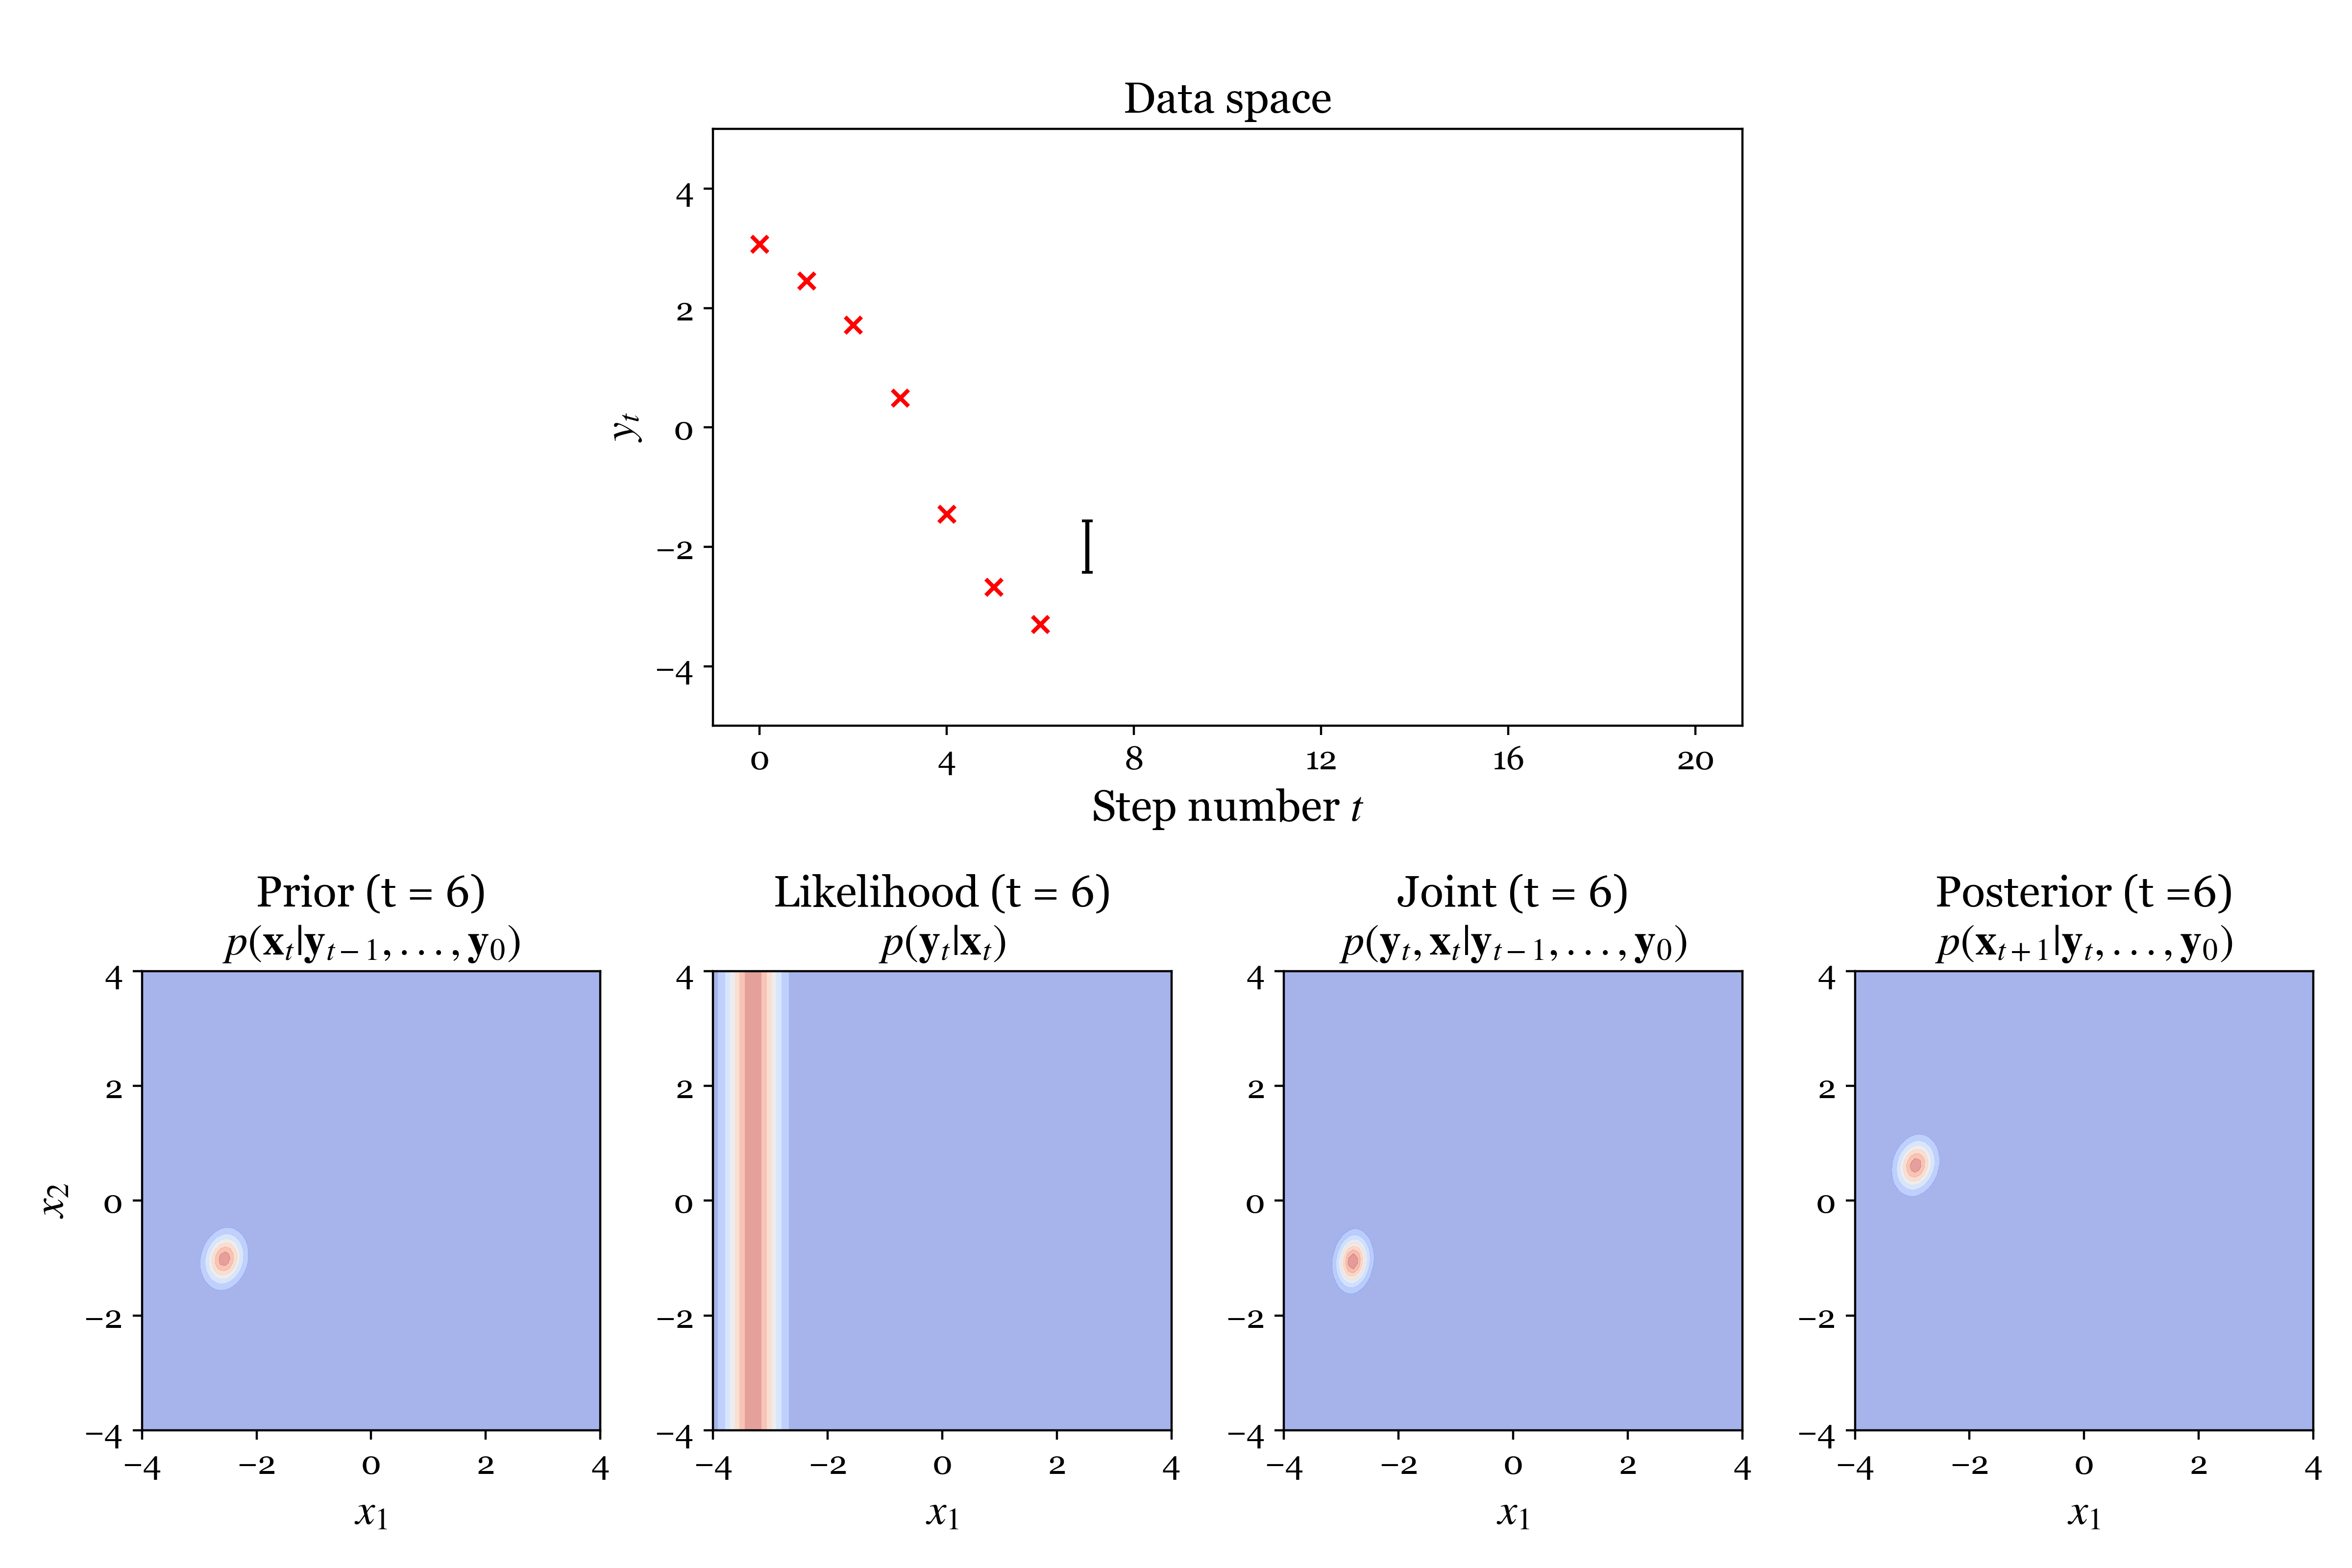 Data space
4
2
0
−2
−4
y_t
0 4 8 12 16 20
Step number t
Prior (t = 6)
p(x_t|y_{t−1}, . . . , y_0)
4
2
0
−2
−4
x_2
−4 −2 0 2 4
x_1
Likelihood (t = 6)
p(y_t|x_t)
4
2
0
−2
−4
−4 −2 0 2 4
x_1
Joint (t = 6)
p(y_t, x_t|y_{t−1}, . . . , y_0)
4
2
0
−2
−4
−4 −2 0 2 4
x_1
Posterior (t =6)
p(x_{t+1}|y_t, . . . , y_0)
4
2
0
−2
−4
−4 −2 0 2 4
x_1